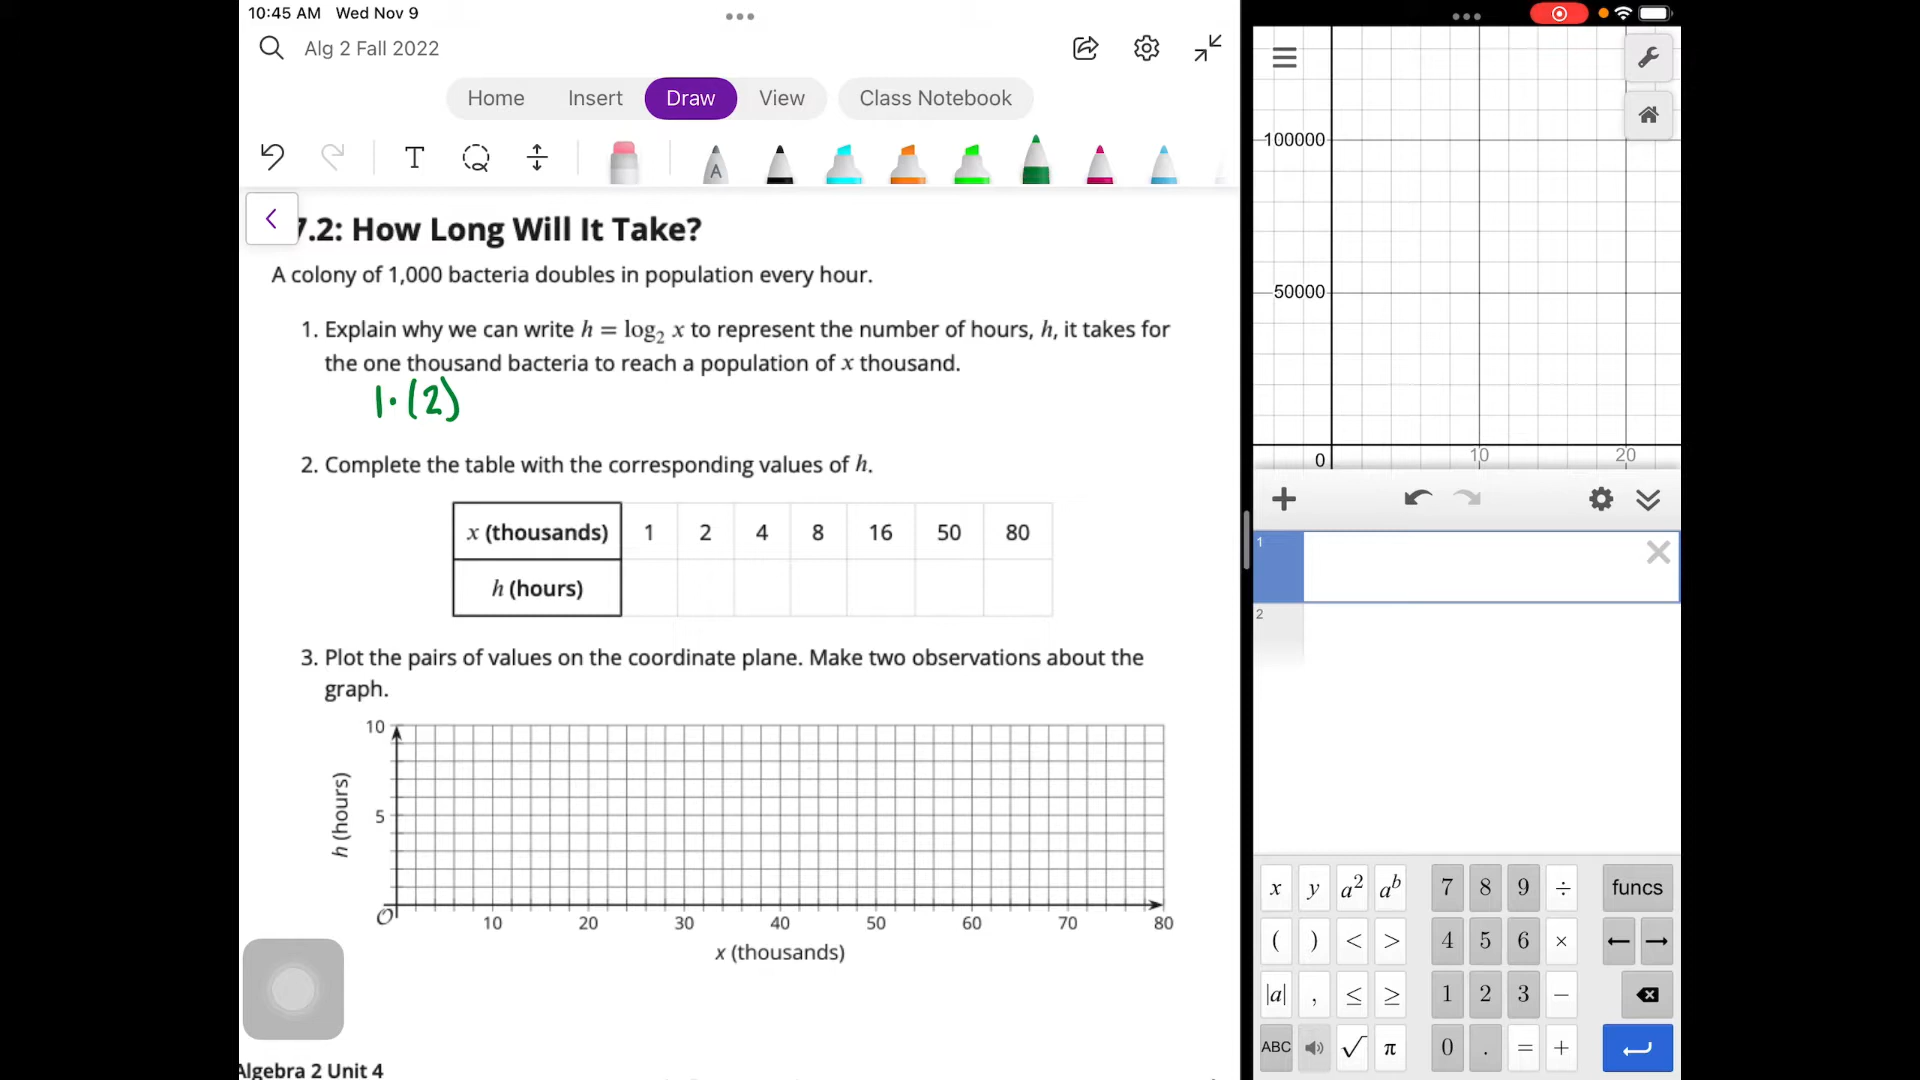 10:45 AM Wed Nov 9
Alg 2 Fall 2022
Home Insert Draw View Class Notebook
T A
7.2: How Long Will It Take?
A colony of 1,000 bacteria doubles in population every hour.
1. Explain why we can write h = log₂ x to represent the number of hours, h, it takes for
the one thousand bacteria to reach a population of x thousand.
1·(2)
2. Complete the table with the corresponding values of h.
x (thousands) 1 2 4 8 16 50 80
h (hours)
3. Plot the pairs of values on the coordinate plane. Make two observations about the
graph.
10
5
h (hours)
O 10 20 30 40 50 60 70 80
x (thousands)
Algebra 2 Unit 4
100000
50000
0 10 20
1
2
x y a² aᵇ 7 8 9 ÷ funcs
( ) < > 4 5 6 × ← →
|a| , ≤ ≥ 1 2 3 −
ABC √ π 0 . = +